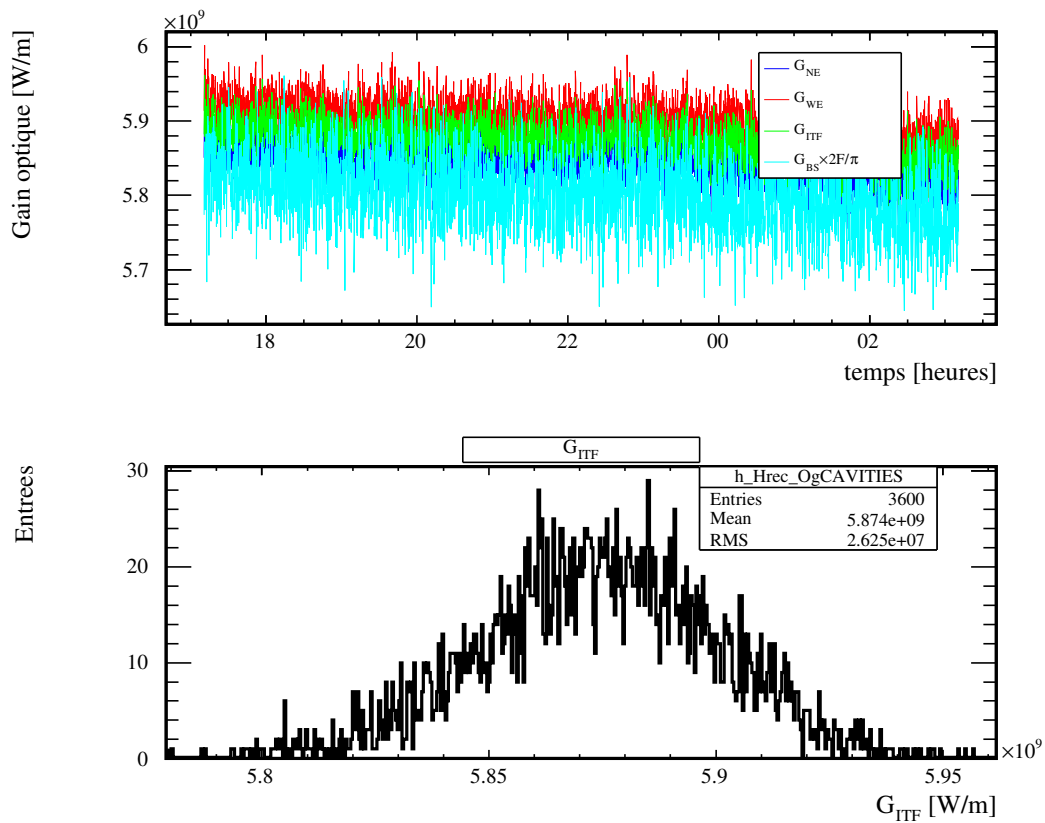 ×10⁹
Gain optique [W/m]
6
5.9
5.8
5.7
G_NE
G_WE
G_ITF
G_BS×2F/π
18
20
22
00
02
temps [heures]
G_ITF
Entrees
30
20
10
0
h_Hrec_OgCAVITIES
Entries 3600
Mean 5.874e+09
RMS 2.625e+07
5.8
5.85
5.9
5.95
×10⁹
G_ITF [W/m]